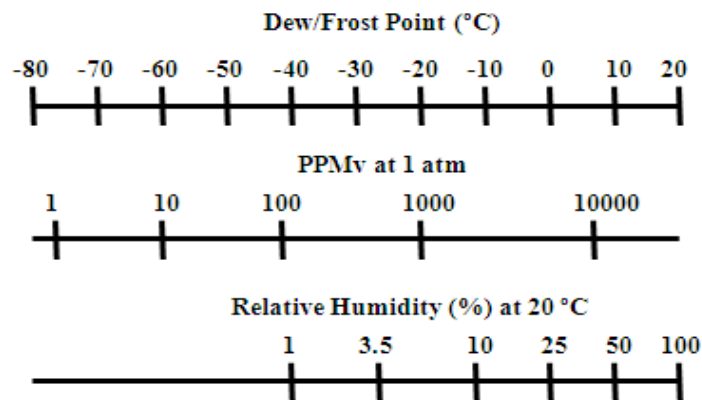 Dew/Frost Point (°C)
-80 -70 -60 -50 -40 -30 -20 -10 0 10 20
PPMv at 1 atm
1 10 100 1000 10000
Relative Humidity (%) at 20 °C
1 3.5 10 25 50 100